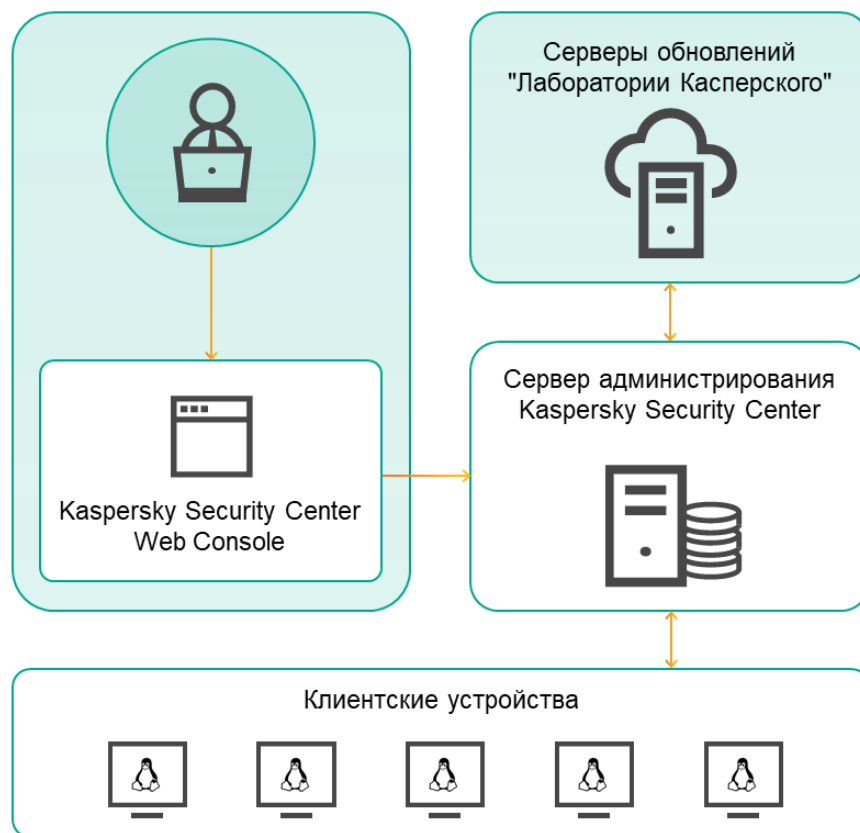 Серверы обновлений
"Лаборатории Касперского"
Сервер администрирования
Kaspersky Security Center
Kaspersky Security Center
Web Console
Клиентские устройства